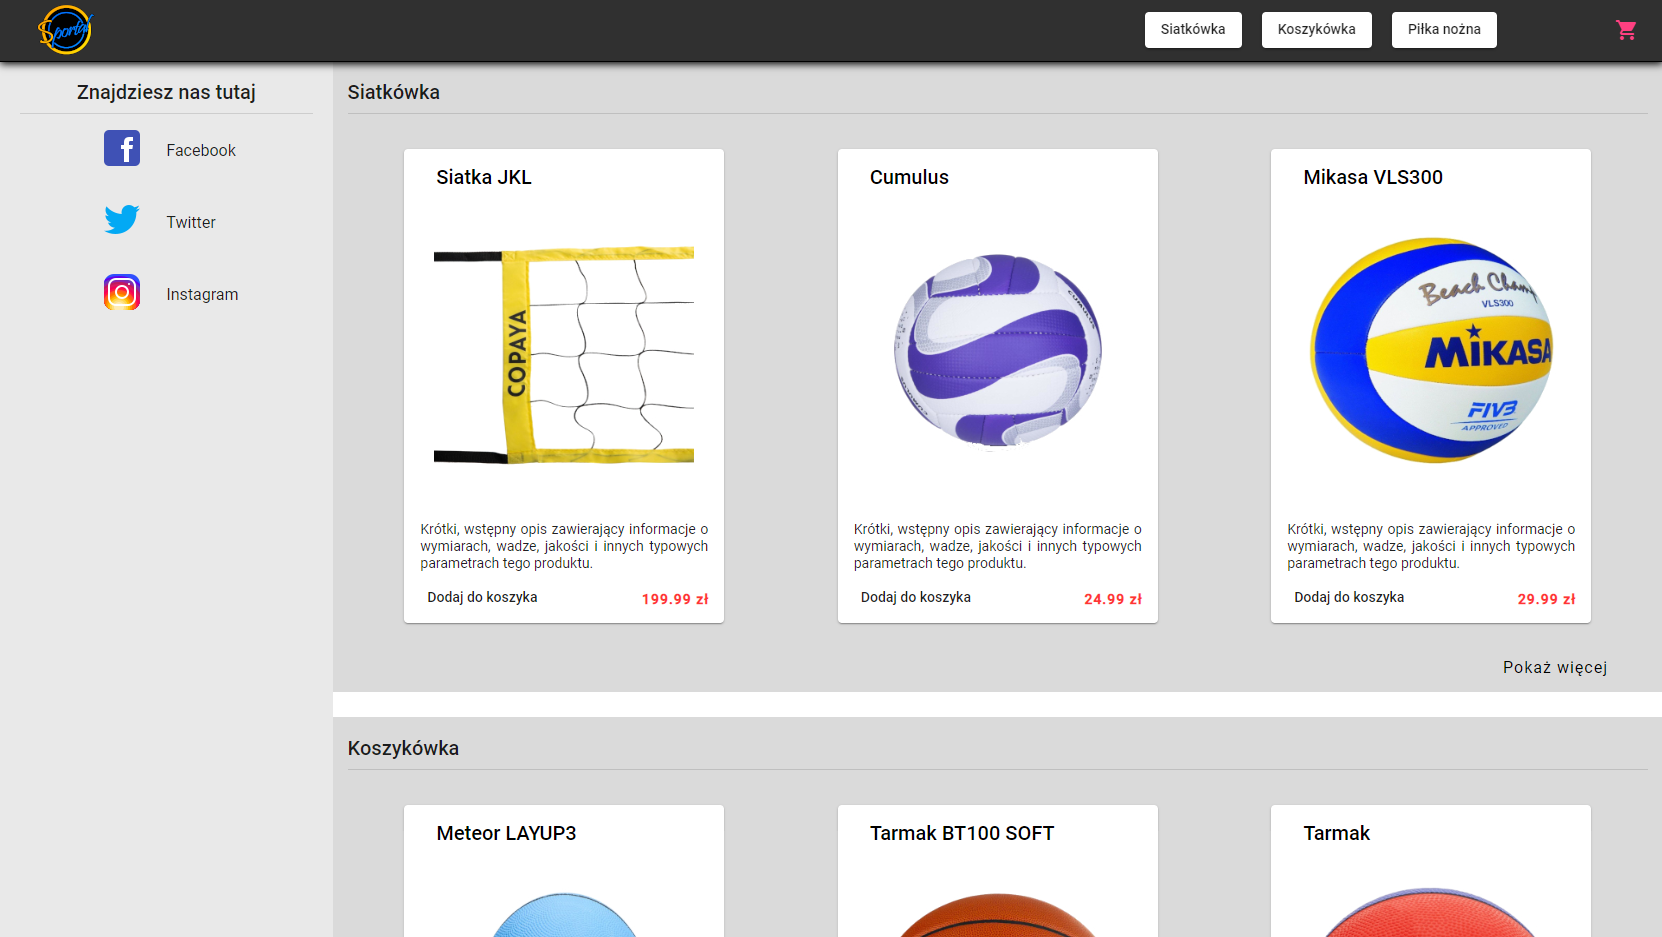 Sportal
Siatkówka
Koszykówka
Piłka nożna
Znajdziesz nas tutaj
Facebook
Twitter
Instagram
Siatkówka
Siatka JKL
COPAYA
Krótki, wstępny opis zawierający informacje o
wymiarach, wadze, jakości i innych typowych
parametrach tego produktu.
Dodaj do koszyka
199.99 zł
Cumulus
CUMULUS
Krótki, wstępny opis zawierający informacje o
wymiarach, wadze, jakości i innych typowych
parametrach tego produktu.
Dodaj do koszyka
24.99 zł
Mikasa VLS300
Beach Champ
VLS300
MIKASA
FIVB
APPROVED
Krótki, wstępny opis zawierający informacje o
wymiarach, wadze, jakości i innych typowych
parametrach tego produktu.
Dodaj do koszyka
29.99 zł
Pokaż więcej
Koszykówka
Meteor LAYUP3
Tarmak BT100 SOFT
Tarmak